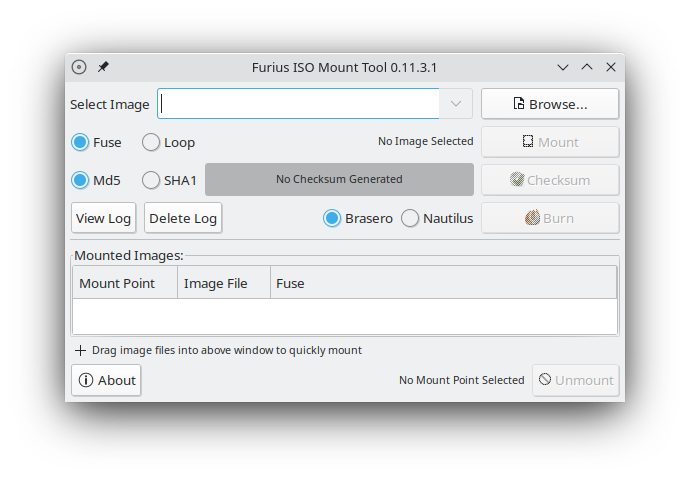 Furius ISO Mount Tool 0.11.3.1
Select Image Browse...
Fuse Loop No Image Selected Mount
Md5 SHA1 No Checksum Generated Checksum
View Log Delete Log Brasero Nautilus Burn
Mounted Images:
Mount Point Image File Fuse
Drag image files into above window to quickly mount
About No Mount Point Selected Unmount